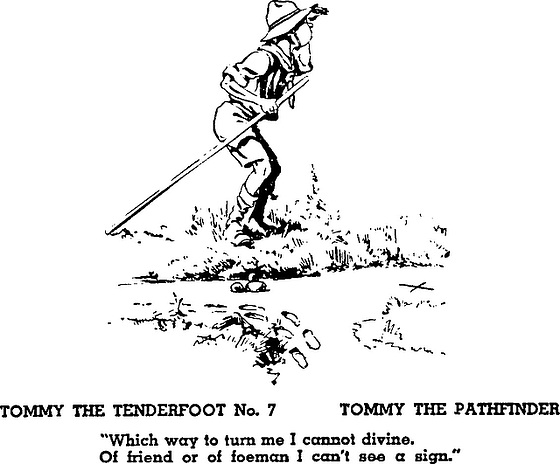 TOMMY THE TENDERFOOT No. 7 TOMMY THE PATHFINDER
"Which way to turn me I cannot divine.
Of friend or of foeman I can't see a sign."